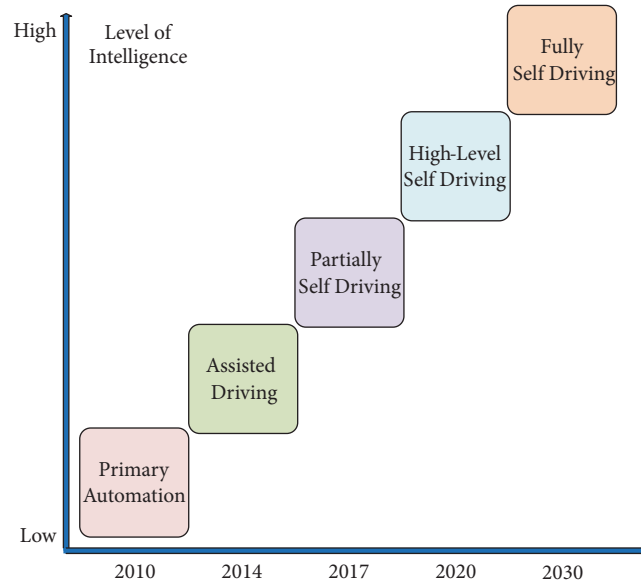 High
Level of
Intelligence
Fully
Self Driving
High-Level
Self Driving
Partially
Self Driving
Assisted
Driving
Primary
Automation
Low
2010 2014 2017 2020 2030